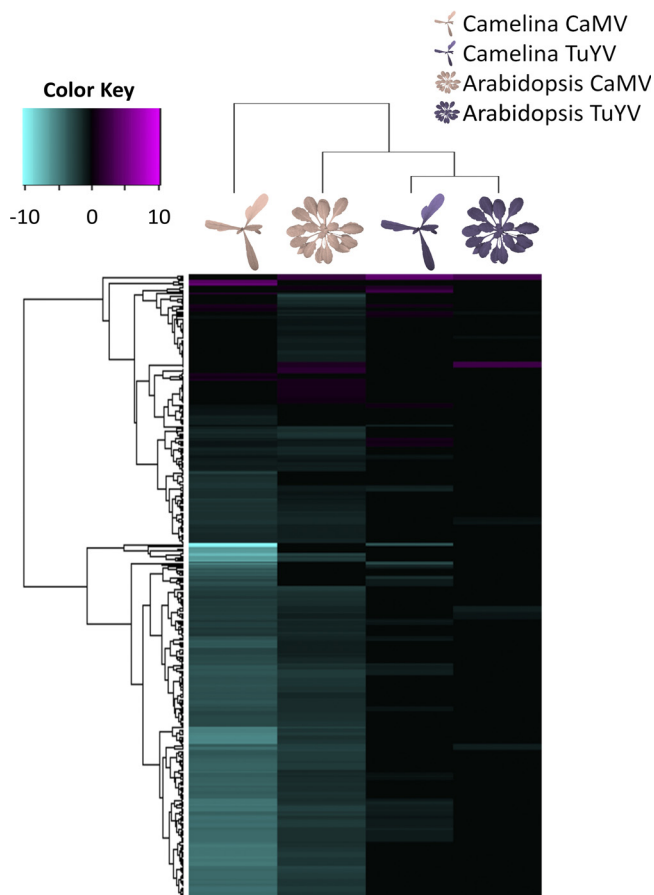 Camelina CaMV
Camelina TuYV
Arabidopsis CaMV
Arabidopsis TuYV
Color Key
-10 0 10